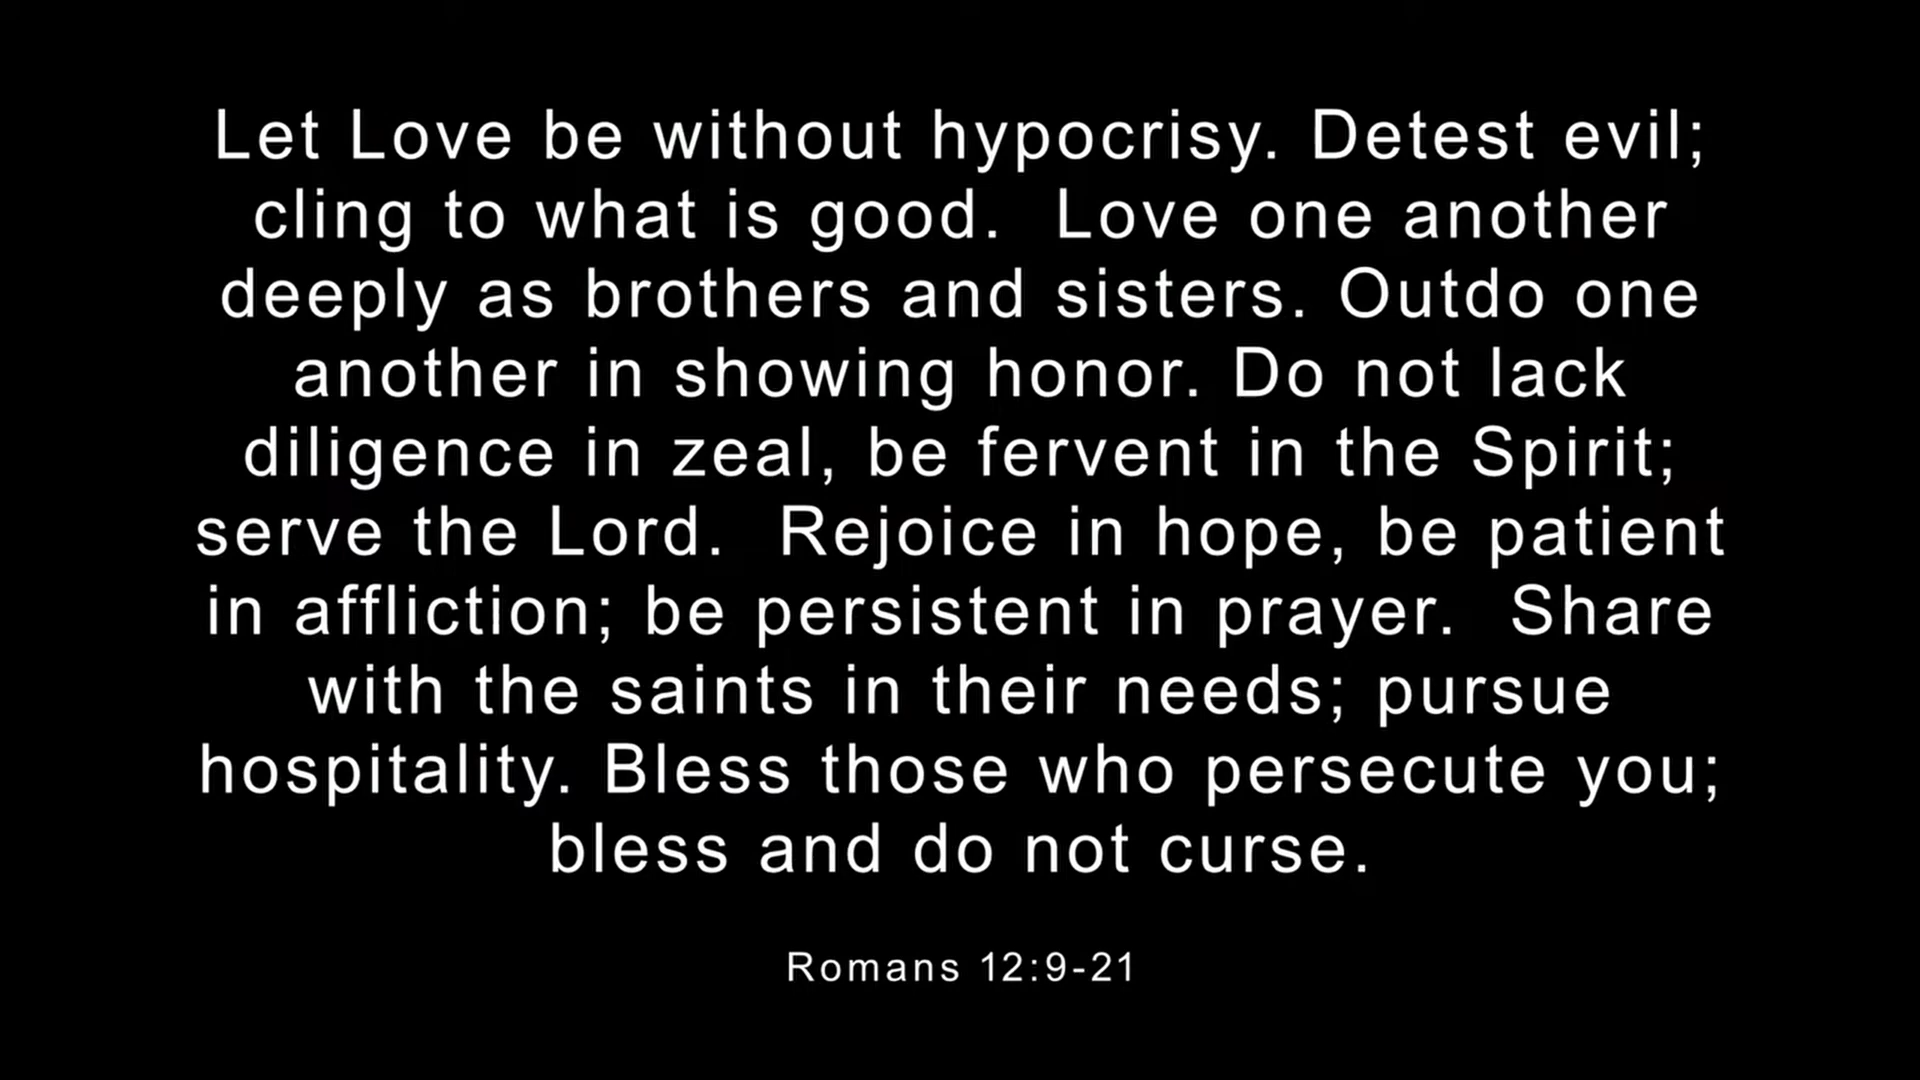 Let Love be without hypocrisy. Detest evil;
cling to what is good.  Love one another
deeply as brothers and sisters. Outdo one
another in showing honor. Do not lack
diligence in zeal, be fervent in the Spirit;
serve the Lord.  Rejoice in hope, be patient
in affliction; be persistent in prayer.  Share
with the saints in their needs; pursue
hospitality. Bless those who persecute you;
bless and do not curse.
Romans 12:9-21